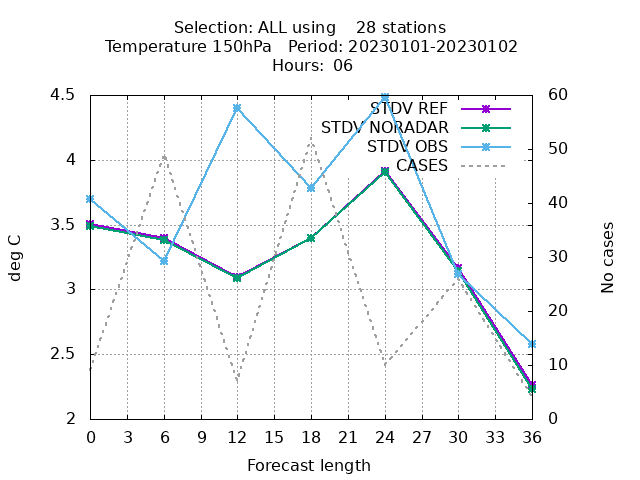 Selection: ALL using    28 stations
Temperature 150hPa   Period: 20230101-20230102
Hours:  06
4.5
4
3.5
3
2.5
2
deg C
60
50
40
30
20
10
0
No cases
STDV REF
STDV NORADAR
STDV OBS
CASES
0 3 6 9 12 15 18 21 24 27 30 33 36
Forecast length